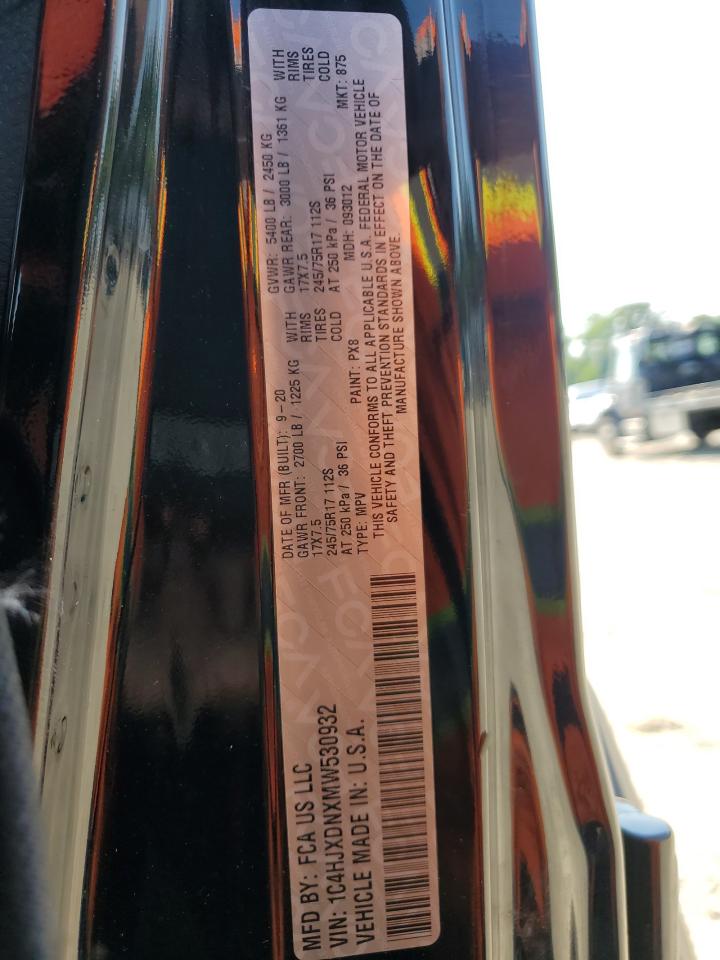 MFD BY: FCA US LLC
VIN: 1C4HJXDNXMW530932
VEHICLE MADE IN: U.S.A.
DATE OF MFR (BUILT): 9-20
GAWR FRONT: 2700 LB / 1225 KG WITH
17X7.5 RIMS
245/75R17 112S TIRES
AT 250 kPa / 36 PSI COLD
TYPE: MPV PAINT: PX8
GVWR: 5400 LB / 2450 KG
GAWR REAR: 3000 LB / 1361 KG WITH
17X7.5 RIMS
245/75R17 112S TIRES
AT 250 kPa / 36 PSI COLD
MDH: 093012 MKT: 875
THIS VEHICLE CONFORMS TO ALL APPLICABLE U.S.A. FEDERAL MOTOR VEHICLE
SAFETY AND THEFT PREVENTION STANDARDS IN EFFECT ON THE DATE OF
MANUFACTURE SHOWN ABOVE.